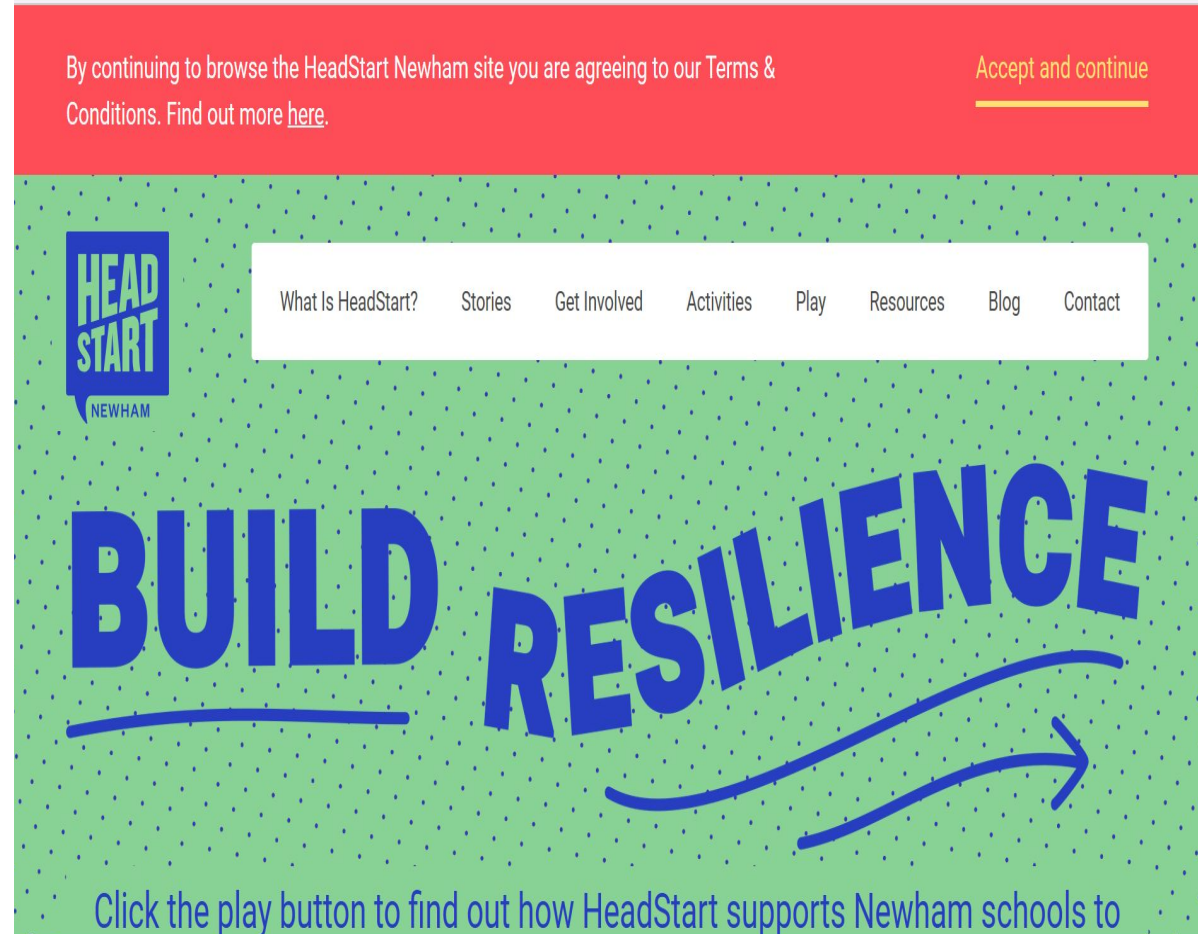 By continuing to browse the HeadStart Newham site you are agreeing to our Terms &
Conditions. Find out more here.
Accept and continue
HEAD
START
NEWHAM
What Is HeadStart?
Stories
Get Involved
Activities
Play
Resources
Blog
Contact
BUILD RESILIENCE
Click the play button to find out how HeadStart supports Newham schools to